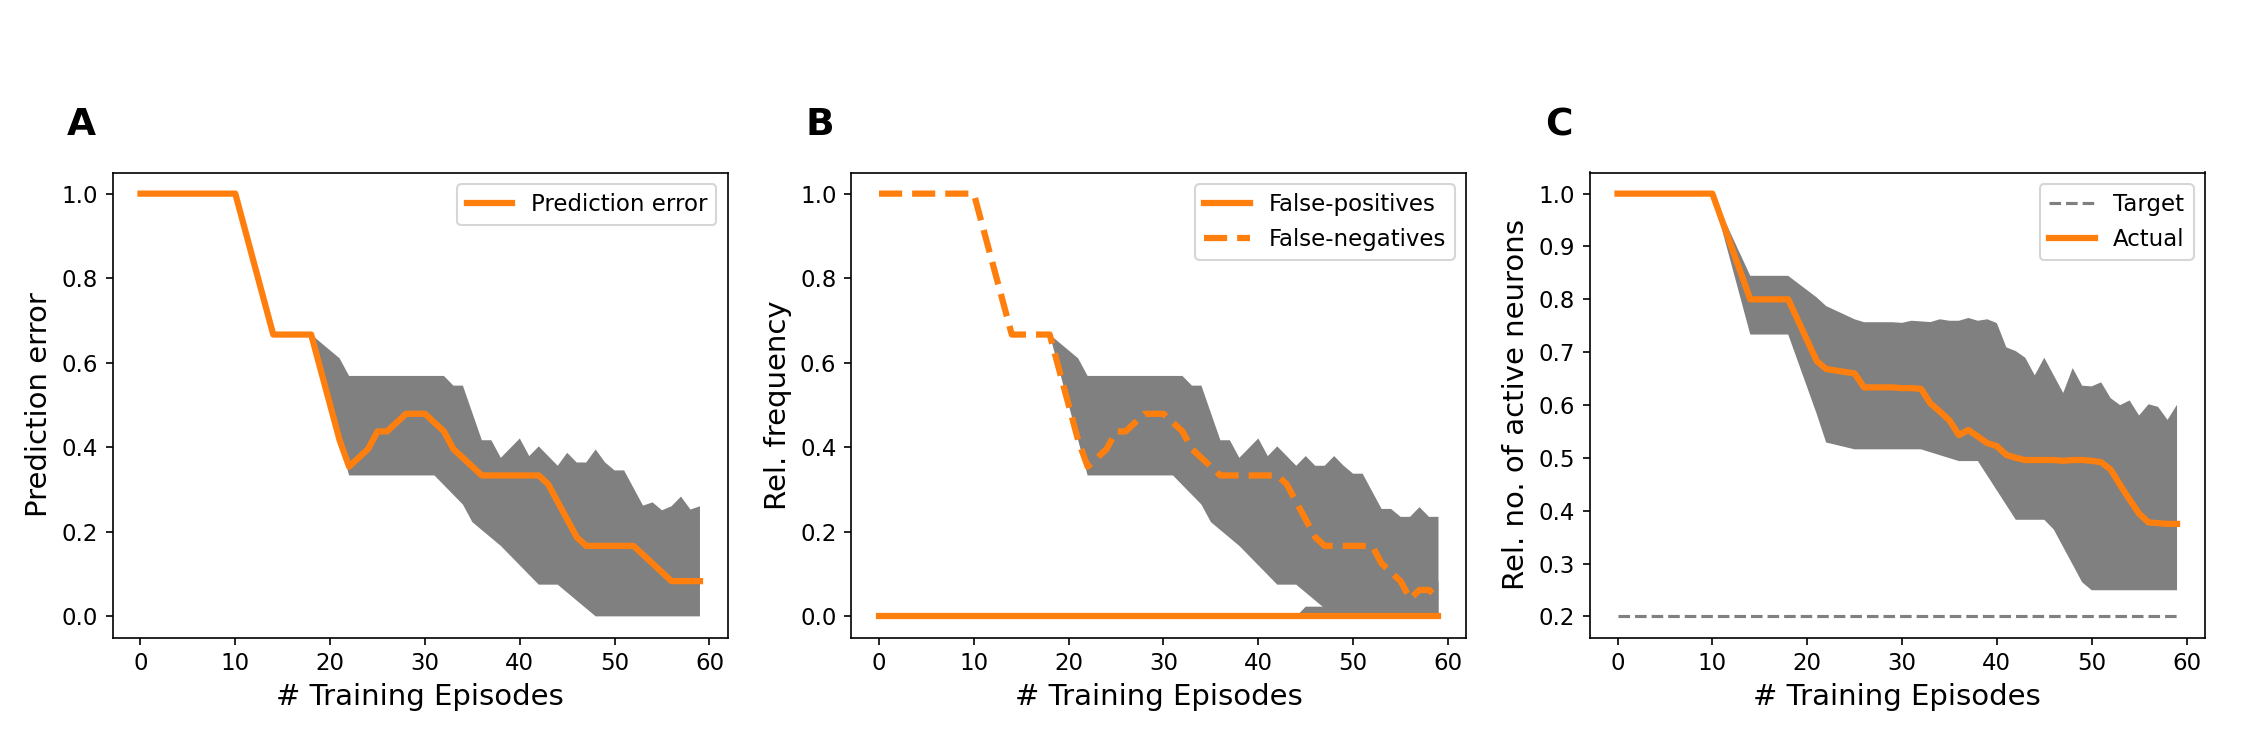 A
B
C
Prediction error
1.0
0.8
0.6
0.4
0.2
0.0
0 10 20 30 40 50 60
# Training Episodes
Prediction error
Rel. frequency
1.0
0.8
0.6
0.4
0.2
0.0
0 10 20 30 40 50 60
# Training Episodes
False-positives
False-negatives
Rel. no. of active neurons
1.0
0.9
0.8
0.7
0.6
0.5
0.4
0.3
0.2
0 10 20 30 40 50 60
# Training Episodes
Target
Actual